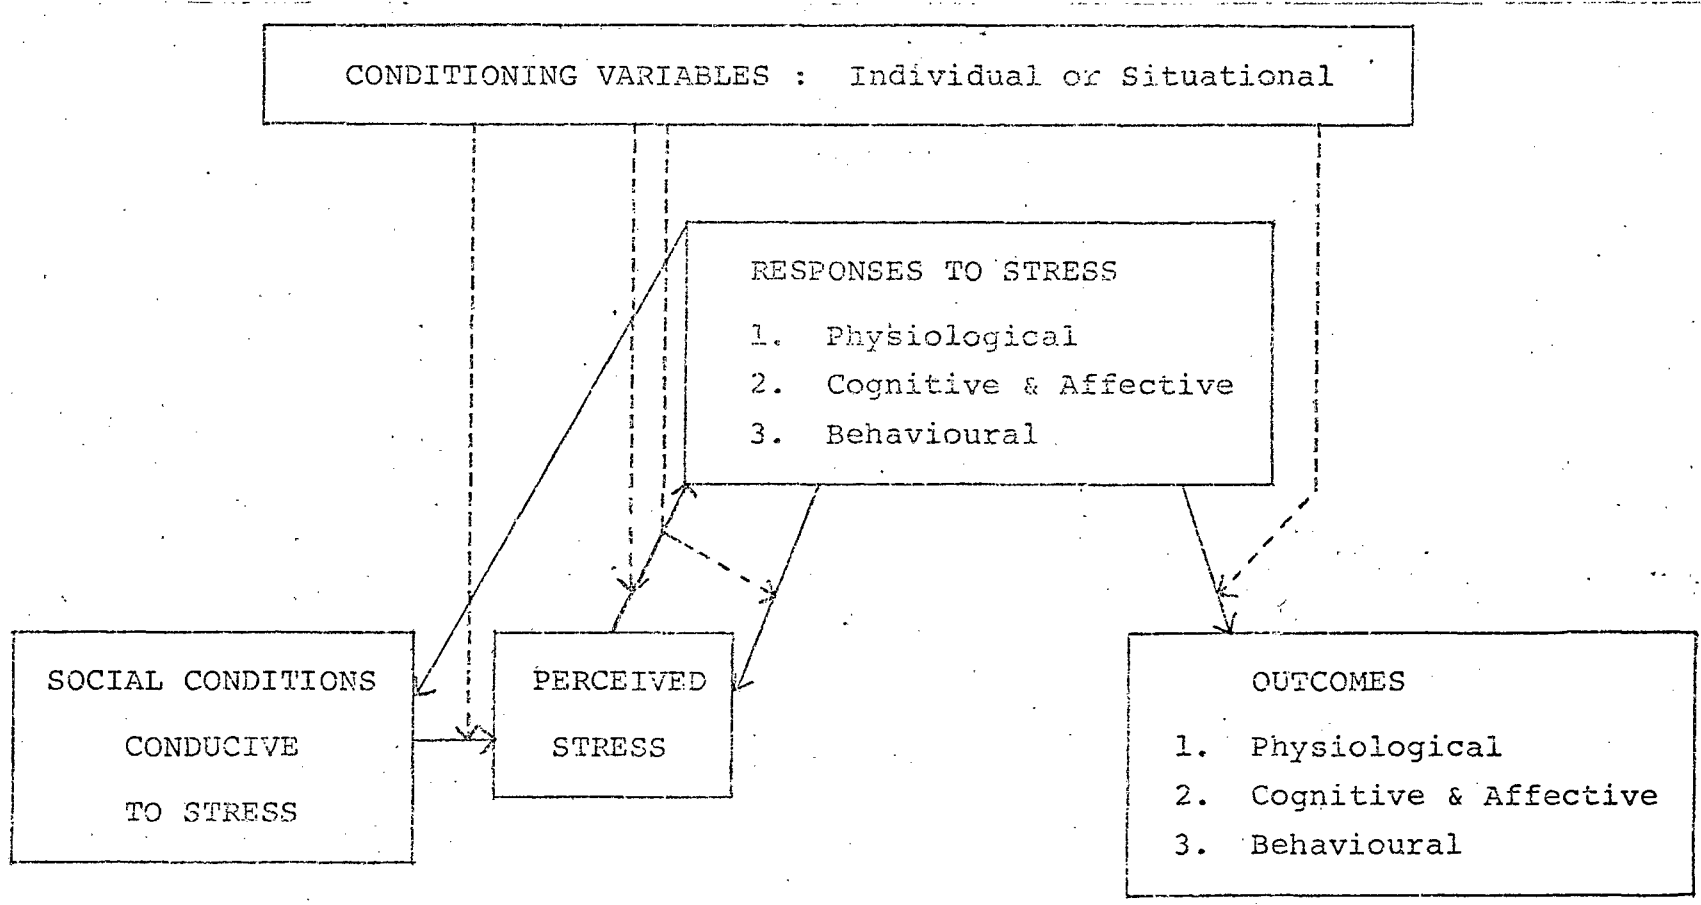 CONDITIONING VARIABLES : Individual or Situational
RESPONSES TO STRESS
1. Physiological
2. Cognitive & Affective
3. Behavioural
SOCIAL CONDITIONS
CONDUCIVE
TO STRESS
PERCEIVED
STRESS
OUTCOMES
1. Physiological
2. Cognitive & Affective
3. Behavioural